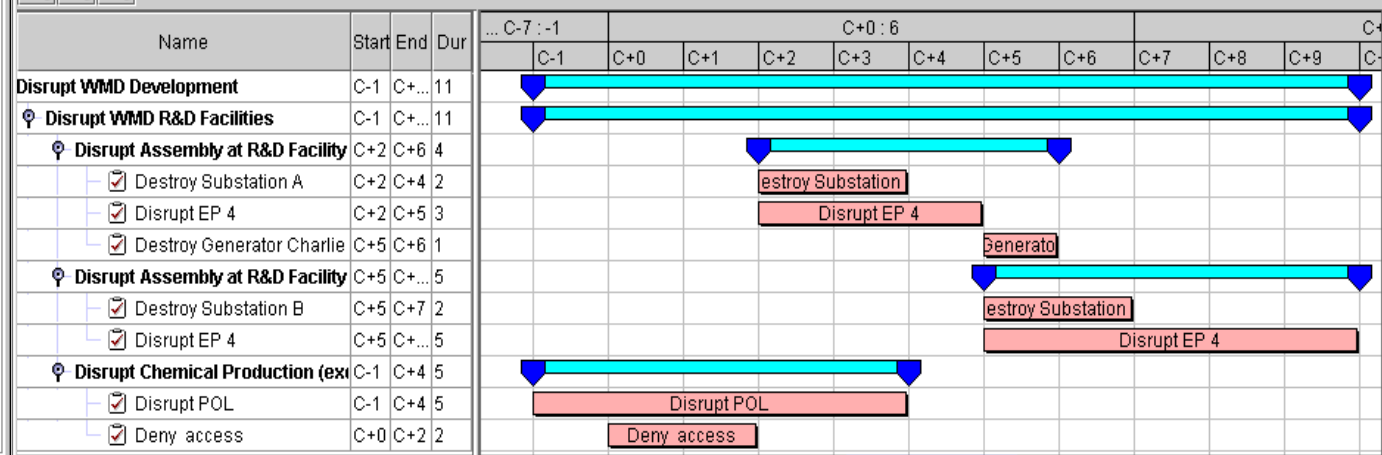 ... C-7 : -1 C+0 : 6 C+
Name Start End Dur
C-1 C+0 C+1 C+2 C+3 C+4 C+5 C+6 C+7 C+8 C+9 C-
Disrupt WMD Development C-1 C+... 11
Disrupt WMD R&D Facilities C-1 C+... 11
Disrupt Assembly at R&D Facility C+2 C+6 4
Destroy Substation A C+2 C+4 2 estroy Substation
Disrupt EP 4 C+2 C+5 3 Disrupt EP 4
Destroy Generator Charlie C+5 C+6 1 Generato
Disrupt Assembly at R&D Facility C+5 C+... 5
Destroy Substation B C+5 C+7 2 estroy Substation
Disrupt EP 4 C+5 C+... 5 Disrupt EP 4
Disrupt Chemical Production (ex C-1 C+4 5
Disrupt POL C-1 C+4 5 Disrupt POL
Deny access C+0 C+2 2 Deny access